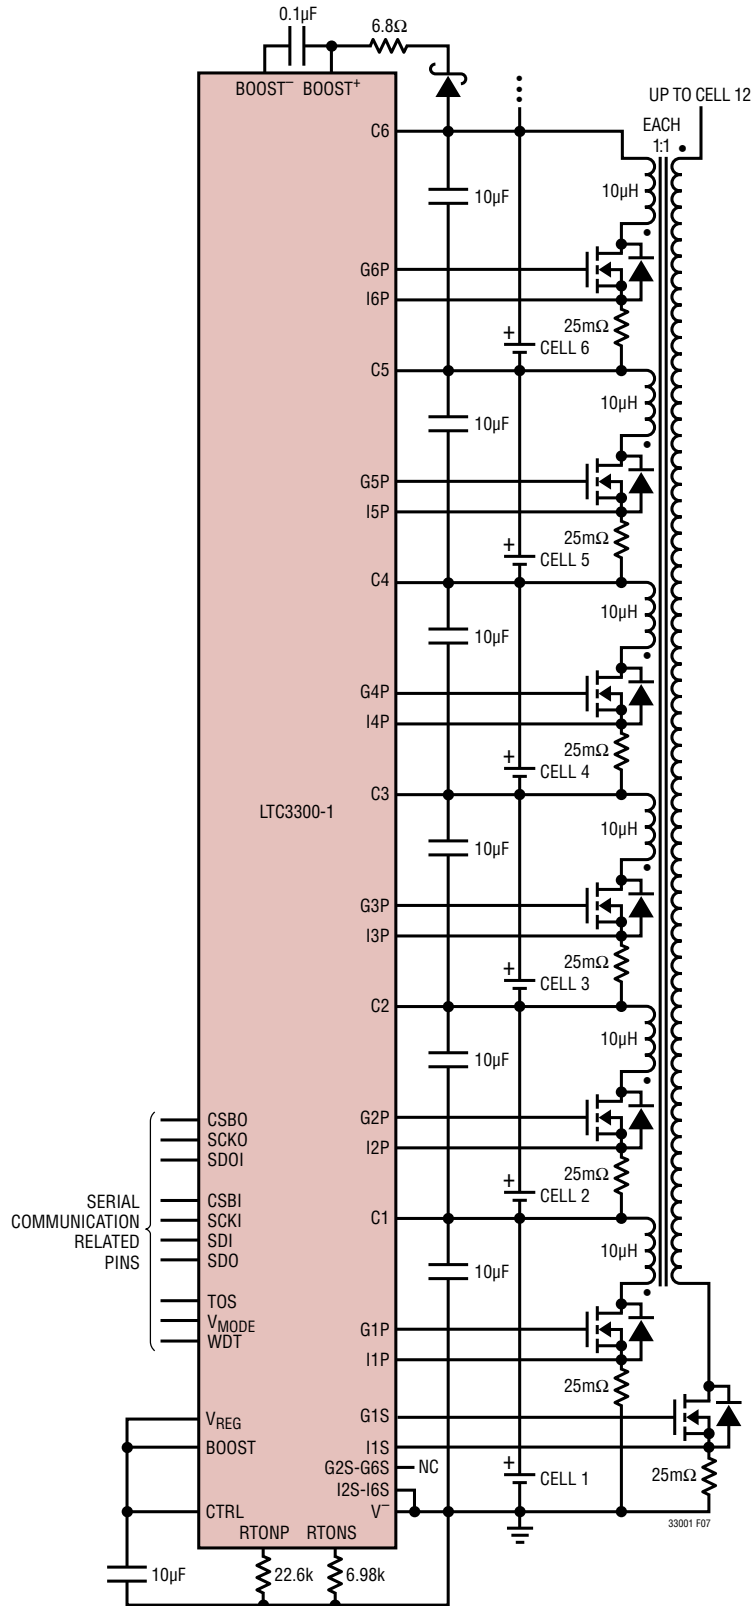 0.1µF
6.8Ω
BOOST⁻ BOOST⁺
UP TO CELL 12
EACH
1:1
C6
10µH
10µF
G6P
I6P
25mΩ
CELL 6
+
C5
10µH
10µF
G5P
I5P
25mΩ
CELL 5
+
C4
10µH
10µF
G4P
I4P
25mΩ
CELL 4
+
C3
LTC3300-1
10µH
10µF
G3P
I3P
25mΩ
CELL 3
+
C2
10µH
10µF
G2P
I2P
25mΩ
CELL 2
+
C1
10µH
10µF
G1P
I1P
25mΩ
G1S
I1S
G2S-G6S NC
I2S-I6S
V⁻
CELL 1
+
25mΩ
33001 F07
SERIAL
COMMUNICATION
RELATED
PINS
CSBO
SCKO
SDOI
CSBI
SCKI
SDI
SDO
TOS
VMODE
WDT
VREG
BOOST
CTRL
RTONP RTONS
10µF
22.6k
6.98k